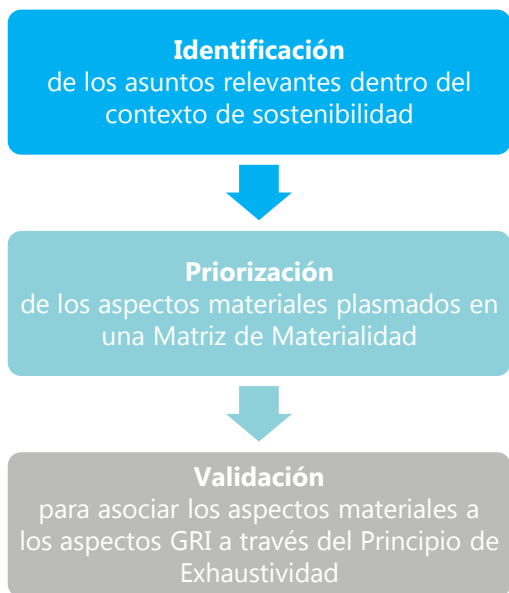 Identificación
de los asuntos relevantes dentro del
contexto de sostenibilidad
Priorización
de los aspectos materiales plasmados en
una Matriz de Materialidad
Validación
para asociar los aspectos materiales a
los aspectos GRI a través del Principio de
Exhaustividad